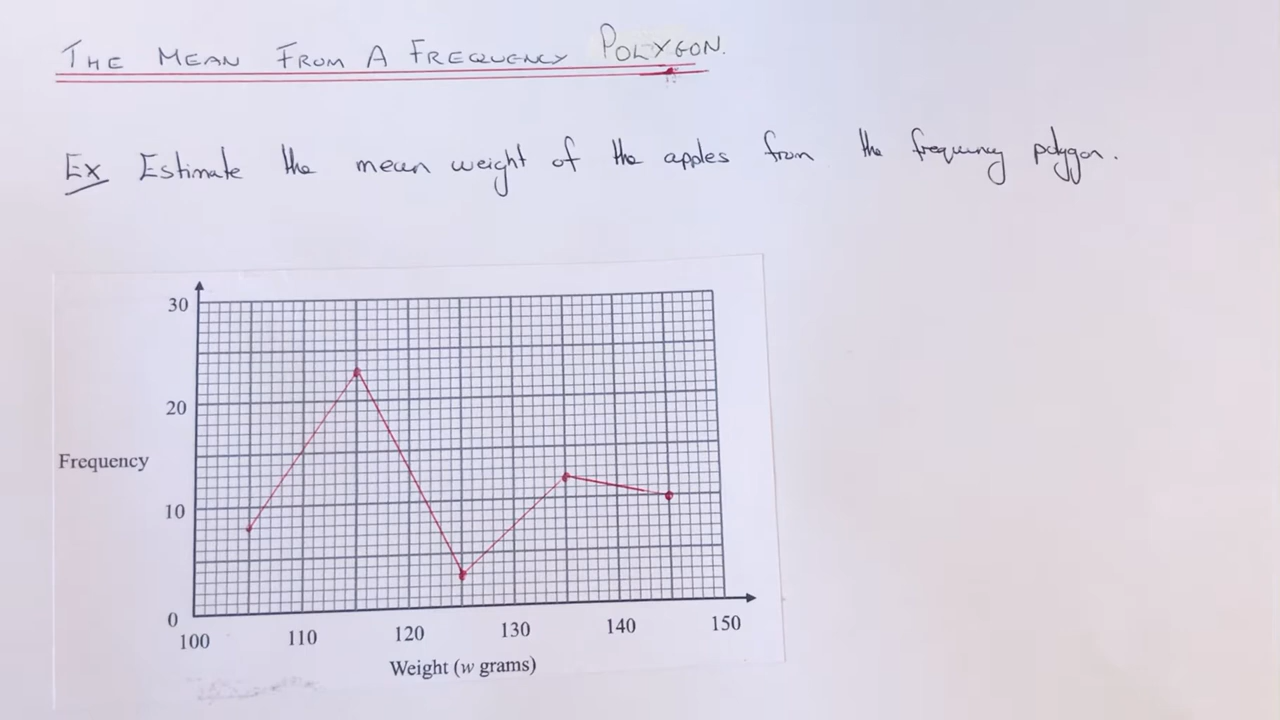 THE MEAN FROM A FREQUENCY POLYGON.
Ex Estimate the mean weight of the apples from the frequency polygon.
30
20
Frequency
10
0
100 110 120 130 140 150
Weight (w grams)